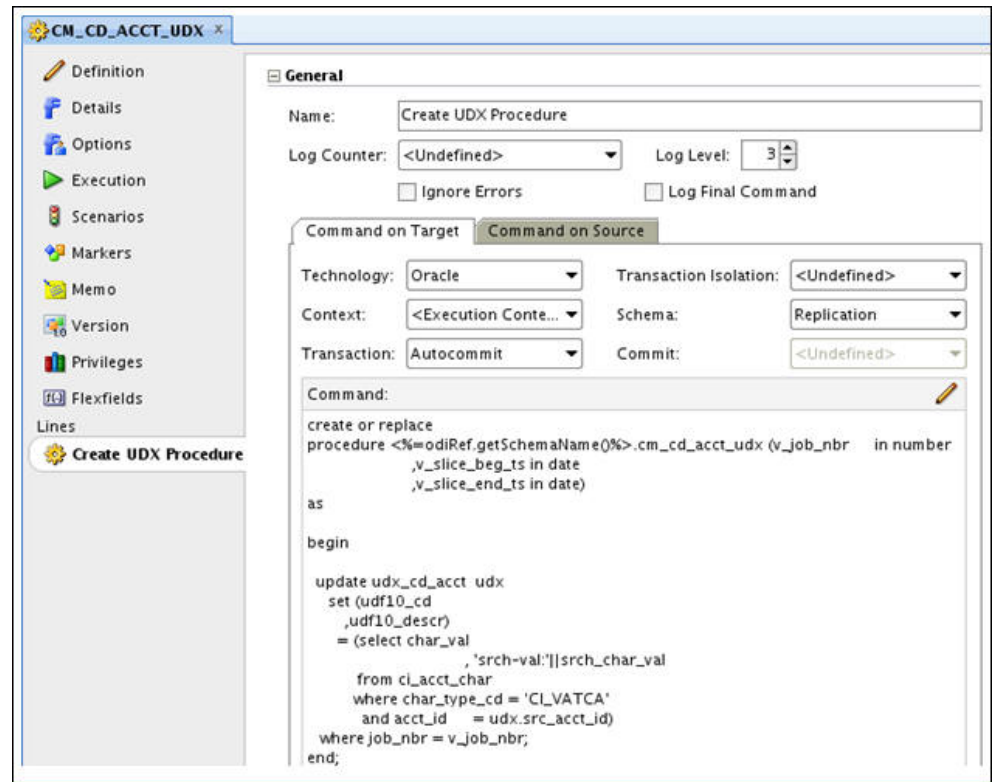 CM_CD_ACCT_UDX ×
Definition
Details
Options
Execution
Scenarios
Markers
Memo
Version
Privileges
Flexfields
Lines
Create UDX Procedure
General
Name: Create UDX Procedure
Log Counter: <Undefined> Log Level: 3
Ignore Errors Log Final Command
Command on Target Command on Source
Technology: Oracle Transaction Isolation: <Undefined>
Context: <Execution Conte... Schema: Replication
Transaction: Autocommit Commit: <Undefined>
Command:
create or replace
procedure <%=odiRef.getSchemaName()%>.cm_cd_acct_udx (v_job_nbr in number
,v_slice_beg_ts in date
,v_slice_end_ts in date)
as
begin
update udx_cd_acct udx
set (udf10_cd
,udf10_descr)
= (select char_val
, 'srch-val:'||srch_char_val
from ci_acct_char
where char_type_cd = 'CI_VATCA'
and acct_id = udx.src_acct_id)
where job_nbr = v_job_nbr;
end;